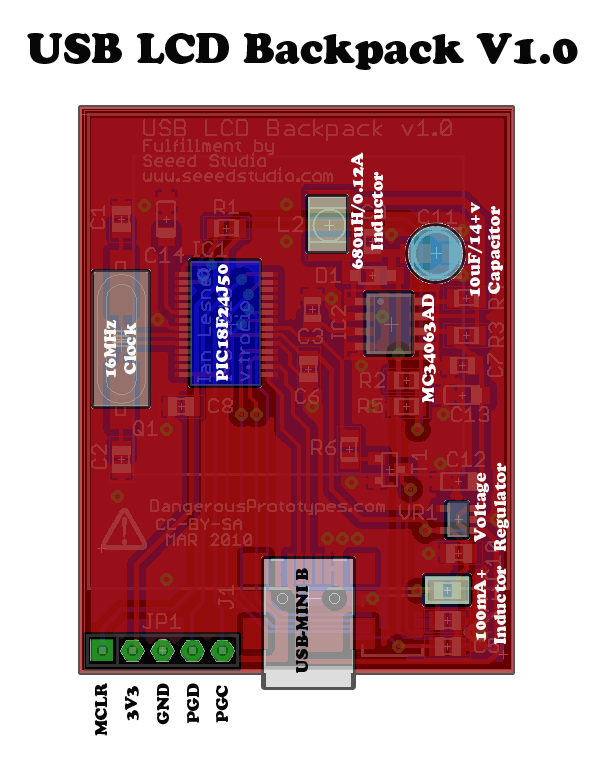 USB LCD Backpack V1.0
USB LCD Backpack v1.0
Fulfillment by
Seeed Studio
www.seeedstudio.com
680uH/0.12A
Inductor
10uF/14+v
Capacitor
C1
C14
R1
L2
C11
IC1
D1
16MHz
Clock
PIC18F24J50
Ian Lesnet
C3
IC2
MC34063AD
R3
C7
R2
R5
C6
C8
C13
Q1
C2
R6
C12
VR1
Voltage
Regulator
DangerousPrototypes.com
CC-BY-SA
MAR 2010
100mA+
Inductor
J1
USB-MINI B
JP1
MCLR
3V3
GND
PGD
PGC